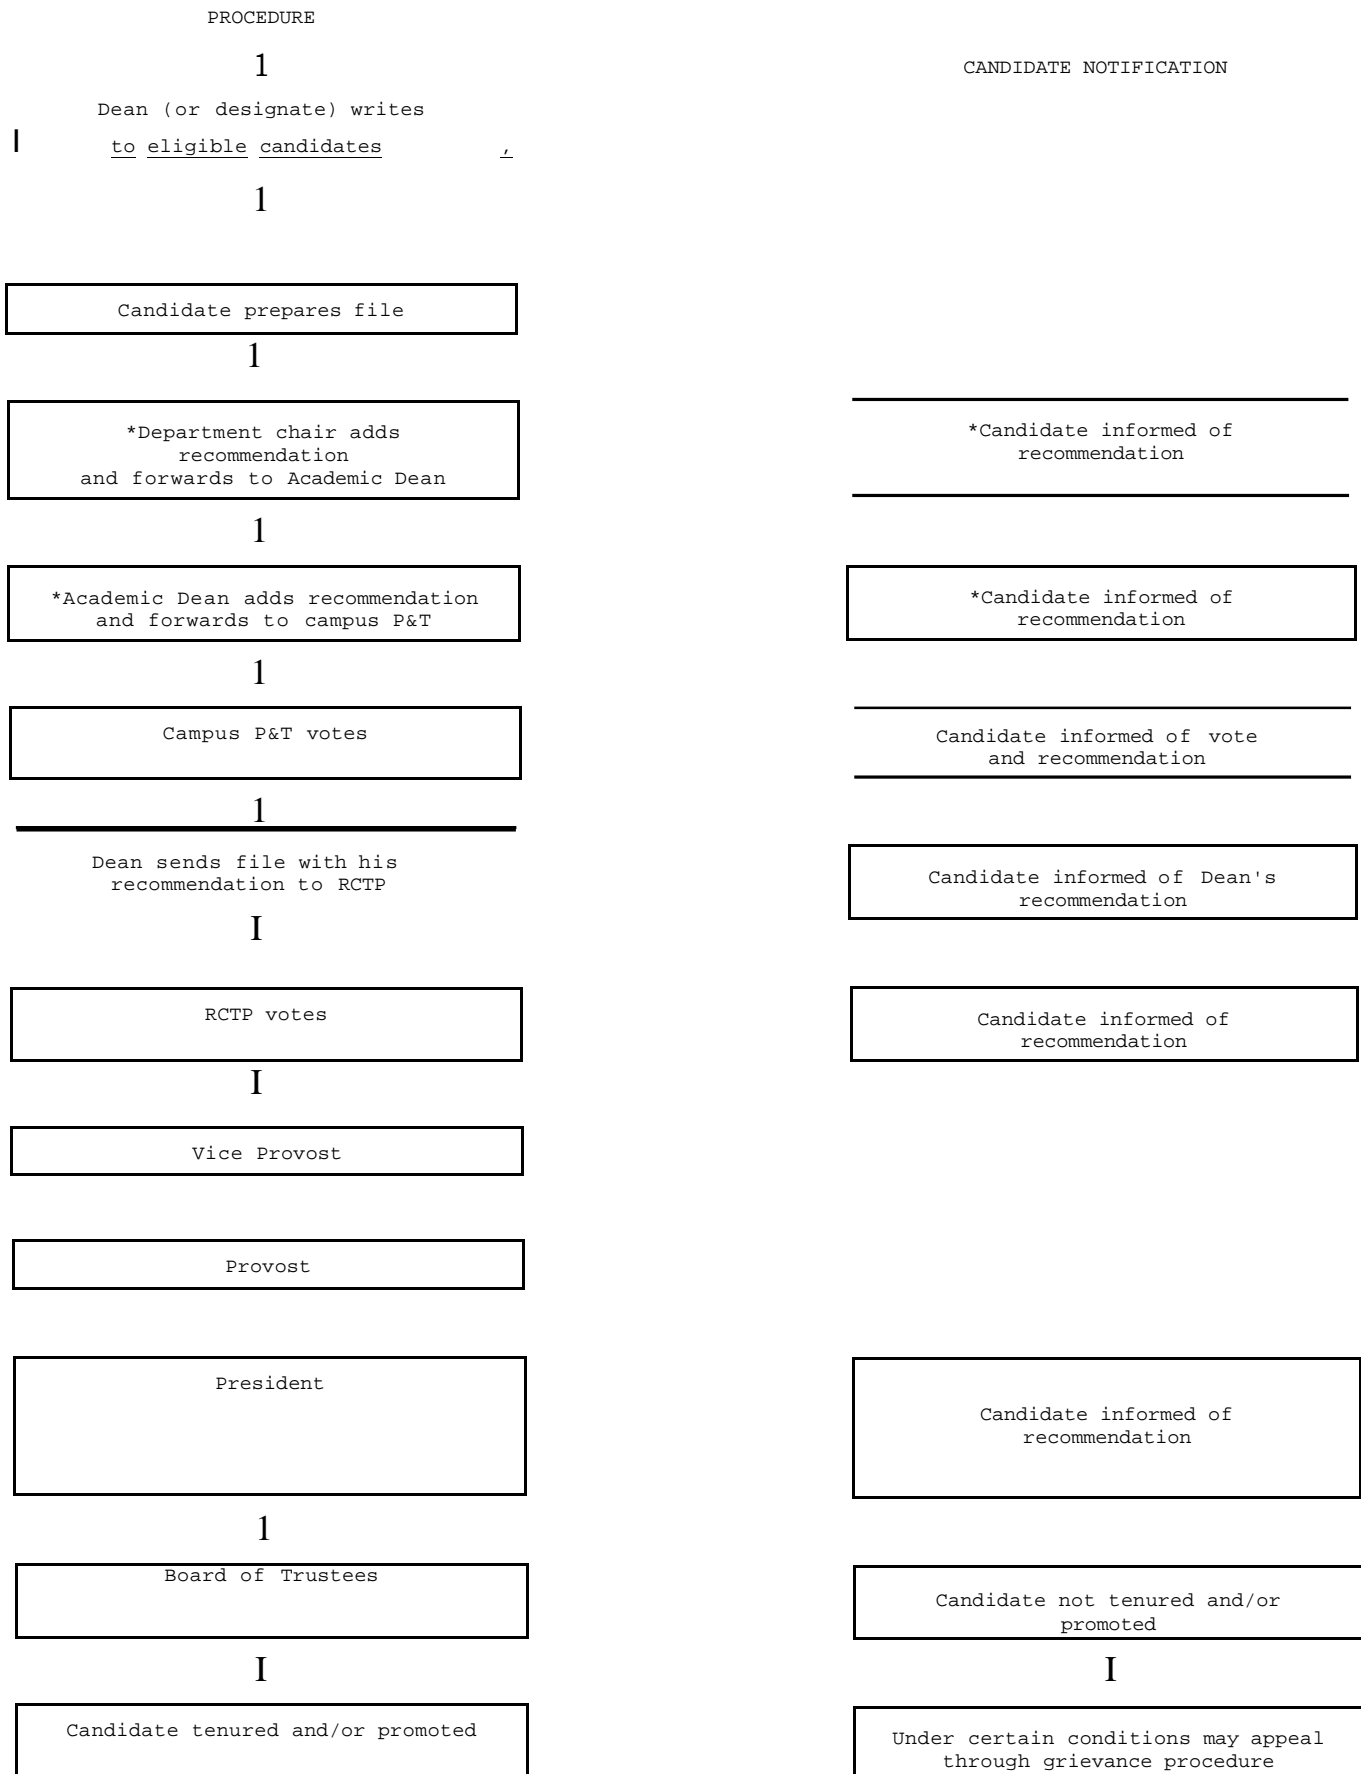 PROCEDURE
1
CANDIDATE NOTIFICATION
Dean (or designate) writes
I to eligible candidates ,
1
Candidate prepares file
1
*Department chair adds
recommendation
and forwards to Academic Dean
*Candidate informed of
recommendation
1
*Academic Dean adds recommendation
and forwards to campus P&T
*Candidate informed of
recommendation
1
Campus P&T votes
Candidate informed of vote
and recommendation
1
Dean sends file with his
recommendation to RCTP
Candidate informed of Dean's
recommendation
I
RCTP votes
Candidate informed of
recommendation
I
Vice Provost
Provost
President
Candidate informed of
recommendation
1
Board of Trustees
Candidate not tenured and/or
promoted
I
I
Candidate tenured and/or promoted
Under certain conditions may appeal
through grievance procedure